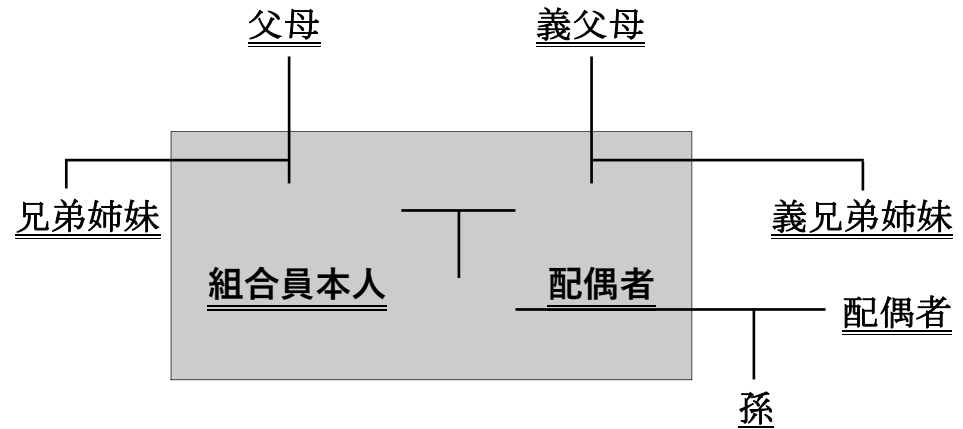 父母
義父母
兄弟姉妹
義兄弟姉妹
組合員本人
配偶者
配偶者
孫